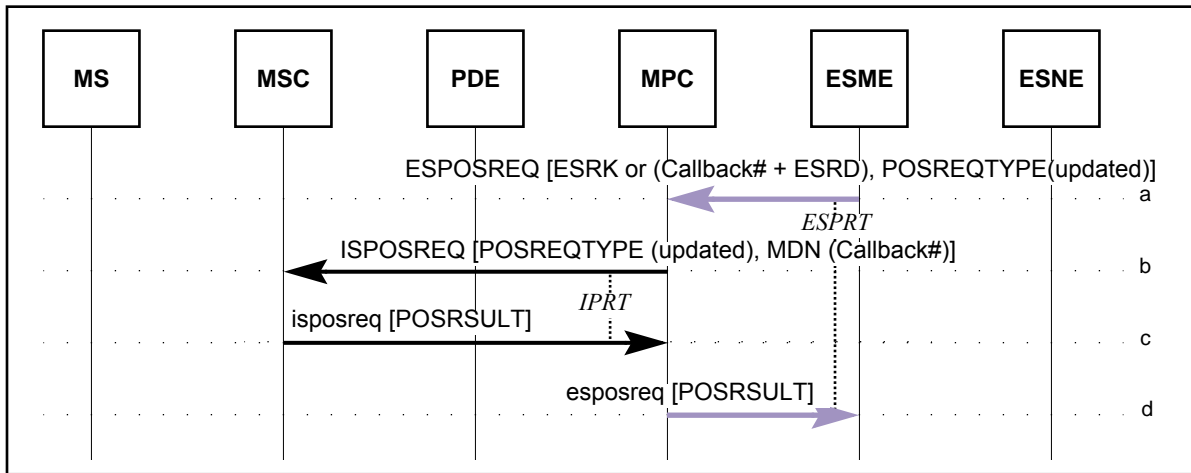 MS MSC PDE MPC ESME ESNE
ESPOSREQ [ESRK or (Callback# + ESRD), POSREQTYPE(updated)]
a
ESPRT
ISPOSREQ [POSREQTYPE (updated), MDN (Callback#)]
b
IPRT
isposreq [POSRSULT]
c
esposreq [POSRSULT]
d